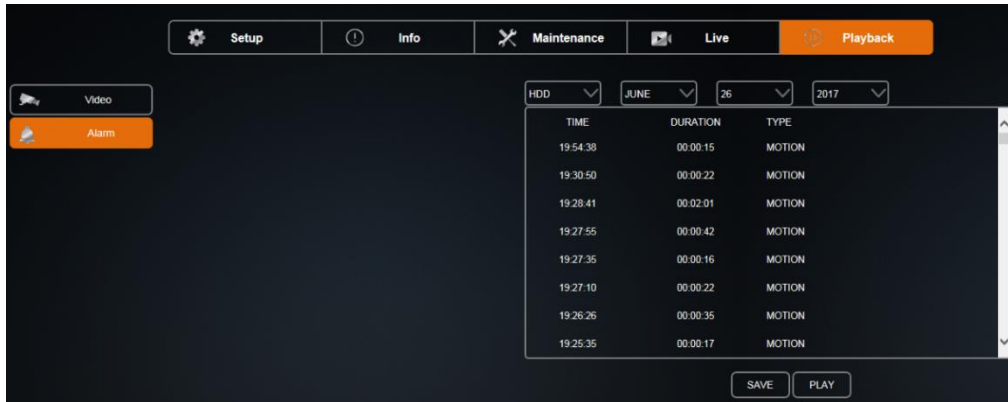 Setup Info Maintenance Live Playback
Video
Alarm
HDD JUNE 26 2017
TIME DURATION TYPE
19:54:38 00:00:15 MOTION
19:30:50 00:00:22 MOTION
19:28:41 00:02:01 MOTION
19:27:55 00:00:42 MOTION
19:27:35 00:00:16 MOTION
19:27:10 00:00:22 MOTION
19:26:26 00:00:35 MOTION
19:25:35 00:00:17 MOTION
SAVE PLAY